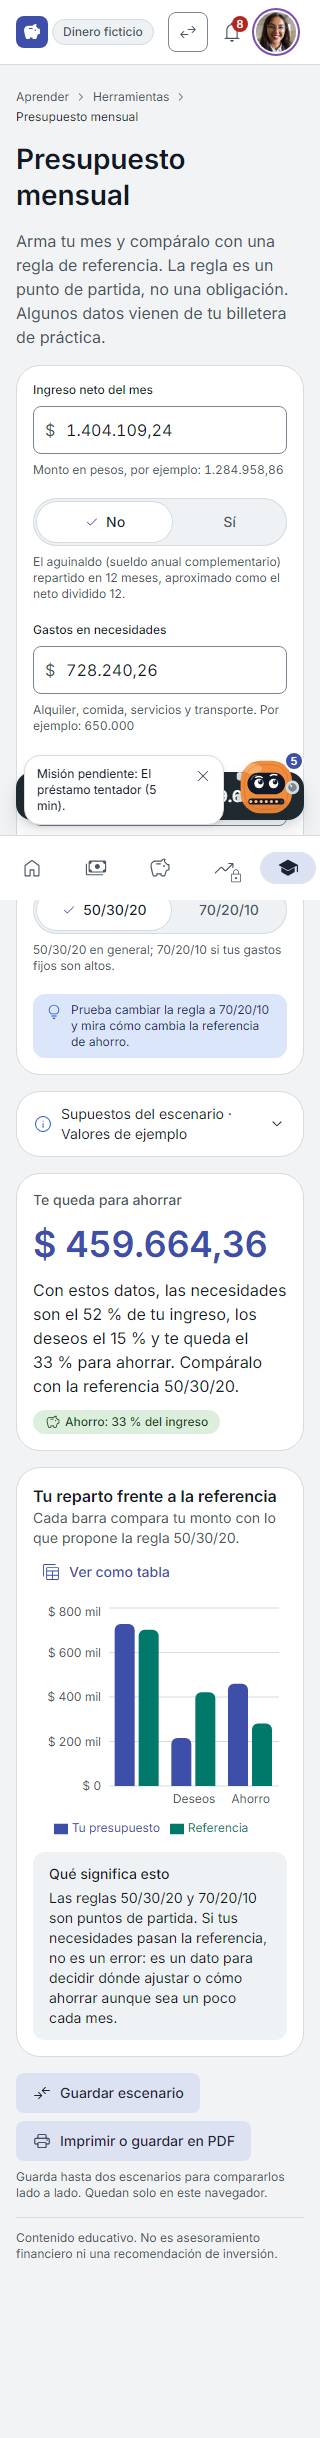 Dinero ficticio
8
Aprender > Herramientas >
Presupuesto mensual
Presupuesto
mensual
Arma tu mes y compáralo con una
regla de referencia. La regla es un
punto de partida, no una obligación.
Algunos datos vienen de tu billetera
de práctica.
Ingreso neto del mes
$ 1.404.109,24
Monto en pesos, por ejemplo: 1.284.958,86
No
Sí
El aguinaldo (sueldo anual complementario)
repartido en 12 meses, aproximado como el
neto dividido 12.
Gastos en necesidades
$ 728.240,26
Alquiler, comida, servicios y transporte. Por
ejemplo: 650.000
Misión pendiente: El
préstamo tentador (5
min).
5
50/30/20
70/20/10
50/30/20 en general; 70/20/10 si tus gastos
fijos son altos.
Prueba cambiar la regla a 70/20/10
y mira cómo cambia la referencia
de ahorro.
Supuestos del escenario ·
Valores de ejemplo
Te queda para ahorrar
$ 459.664,36
Con estos datos, las necesidades
son el 52 % de tu ingreso, los
deseos el 15 % y te queda el
33 % para ahorrar. Compáralo
con la referencia 50/30/20.
Ahorro: 33 % del ingreso
Tu reparto frente a la referencia
Cada barra compara tu monto con lo
que propone la regla 50/30/20.
Ver como tabla
$ 800 mil
$ 600 mil
$ 400 mil
$ 200 mil
$ 0
Deseos Ahorro
Tu presupuesto Referencia
Qué significa esto
Las reglas 50/30/20 y 70/20/10
son puntos de partida. Si tus
necesidades pasan la referencia,
no es un error: es un dato para
decidir dónde ajustar o cómo
ahorrar aunque sea un poco
cada mes.
Guardar escenario
Imprimir o guardar en PDF
Guarda hasta dos escenarios para compararlos
lado a lado. Quedan solo en este navegador.
Contenido educativo. No es asesoramiento
financiero ni una recomendación de inversión.